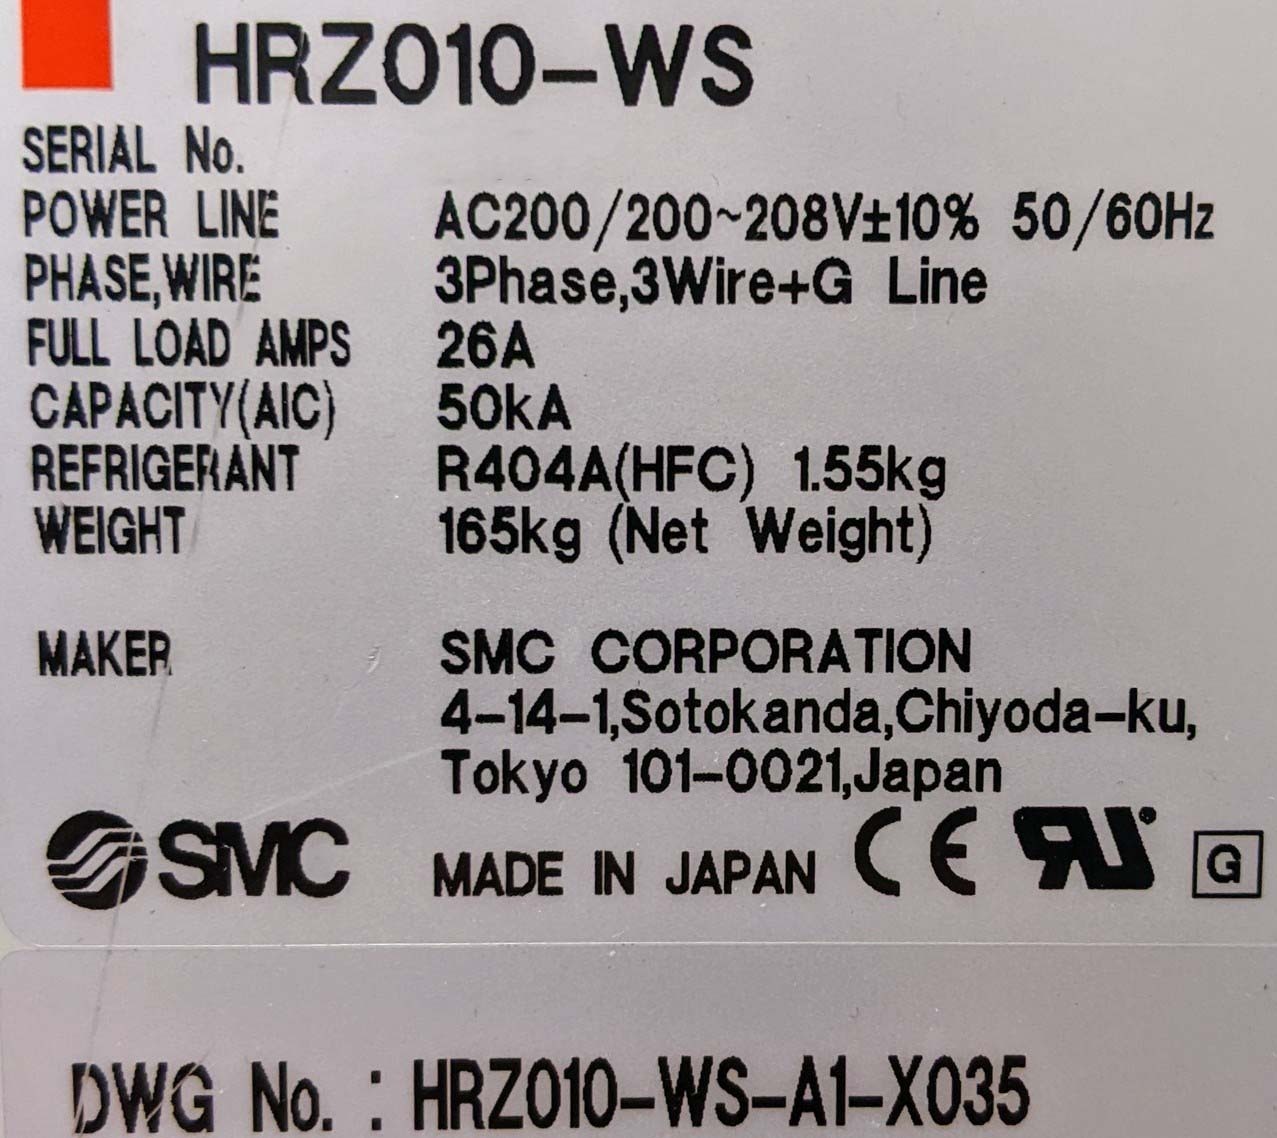 HRZ010-WS
SERIAL No.
POWER LINE AC200/200~208V±10% 50/60Hz
PHASE,WIRE 3Phase,3Wire+G Line
FULL LOAD AMPS 26A
CAPACITY(AIC) 50kA
REFRIGERANT R404A(HFC) 1.55kg
WEIGHT 165kg (Net Weight)
MAKER SMC CORPORATION
4-14-1,Sotokanda,Chiyoda-ku,
Tokyo 101-0021,Japan
SMC MADE IN JAPAN CE RU G
DWG No. : HRZ010-WS-A1-X035